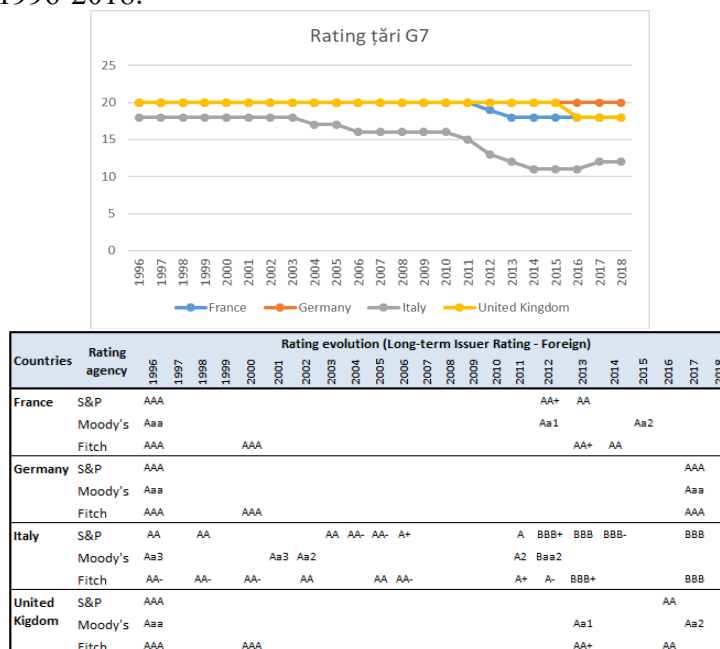 1996-2018.
Rating țări G7
25
20
15
10
5
0
1996 1997 1998 1999 2000 2001 2002 2003 2004 2005 2006 2007 2008 2009 2010 2011 2012 2013 2014 2015 2016 2017 2018
France Germany Italy United Kingdom
Rating evolution (Long-term Issuer Rating - Foreign)
Countries Rating agency 1996 1997 1998 1999 2000 2001 2002 2003 2004 2005 2006 2007 2008 2009 2010 2011 2012 2013 2014 2015 2016 2017 2018
France S&P AAA AA+ AA
Moody's Aaa Aa1 Aa2
Fitch AAA AAA AA+ AA
Germany S&P AAA AAA
Moody's Aaa Aaa
Fitch AAA AAA AAA
Italy S&P AA AA AA AA- AA- A+ A BBB+ BBB BBB- BBB
Moody's Aa3 Aa3 Aa2 A2 Baa2
Fitch AA- AA- AA- AA AA AA- A+ A- BBB+ BBB
United Kigdom S&P AAA AA
Moody's Aaa Aa1 Aa2
Fitch AAA AAA AA+ AA